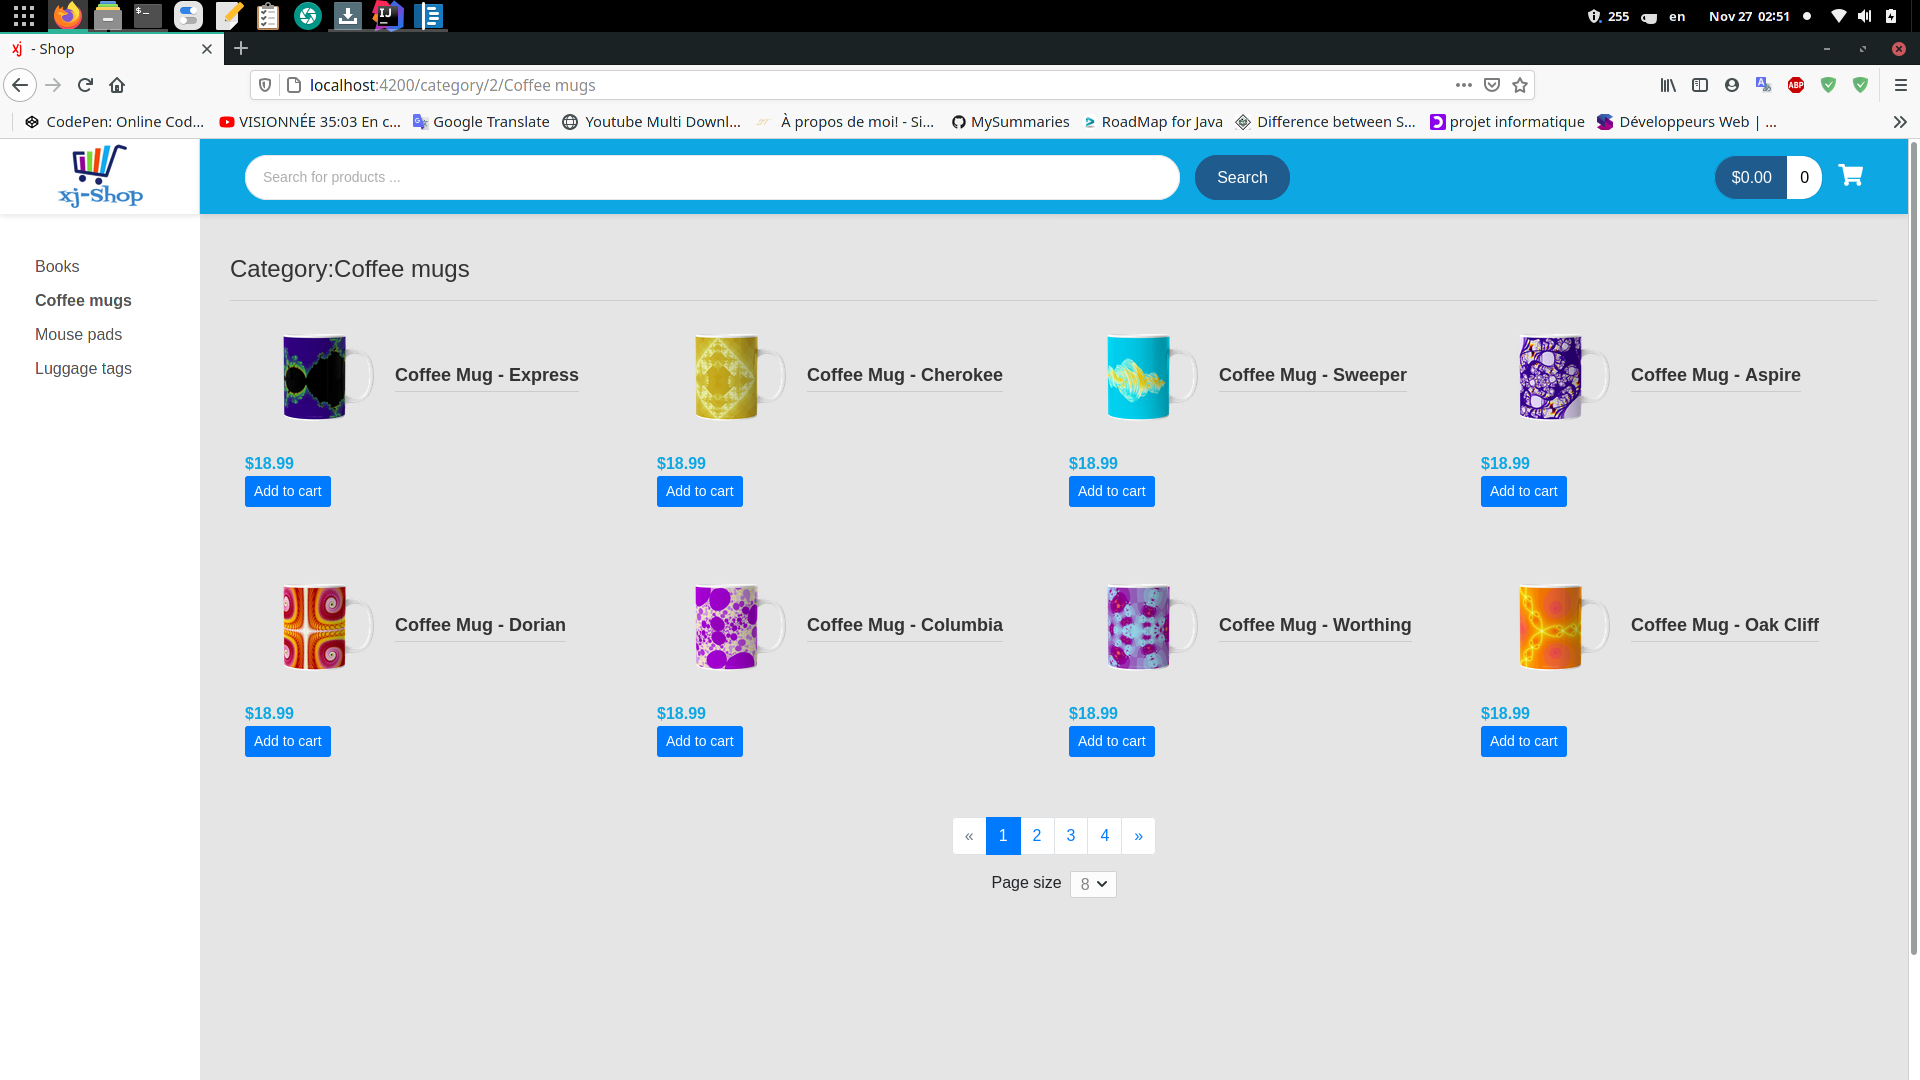 255
en
Nov 27 02:51
xj - Shop
localhost:4200/category/2/Coffee mugs
ABP
CodePen: Online Cod...
VISIONNÉE 35:03 En c...
Google Translate
Youtube Multi Downl...
À propos de moi! - Si...
MySummaries
RoadMap for Java
Difference between S...
projet informatique
Développeurs Web | ...
xj-Shop
Search for products ...
Search
$0.00
0
Books
Coffee mugs
Mouse pads
Luggage tags
Category:Coffee mugs
Coffee Mug - Express
Coffee Mug - Cherokee
Coffee Mug - Sweeper
Coffee Mug - Aspire
$18.99
$18.99
$18.99
$18.99
Add to cart
Add to cart
Add to cart
Add to cart
Coffee Mug - Dorian
Coffee Mug - Columbia
Coffee Mug - Worthing
Coffee Mug - Oak Cliff
$18.99
$18.99
$18.99
$18.99
Add to cart
Add to cart
Add to cart
Add to cart
« 1 2 3 4 »
Page size 8